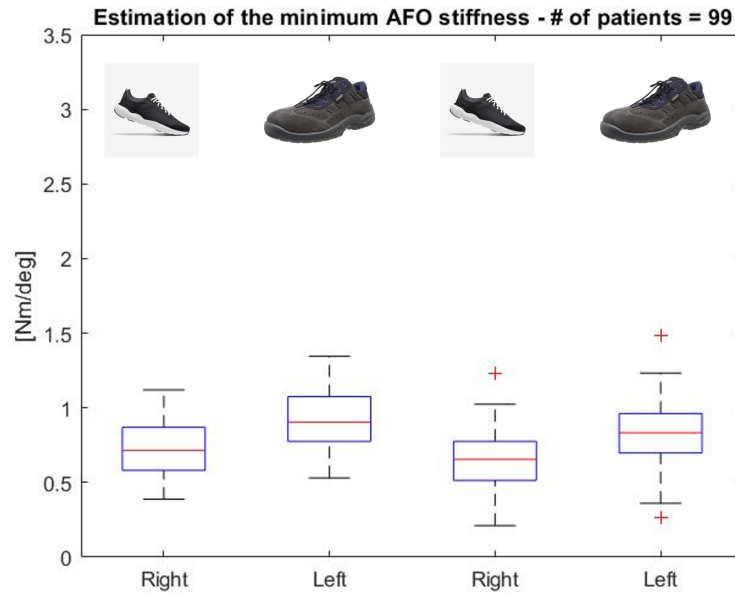 Estimation of the minimum AFO stiffness - # of patients = 99
3.5
3
2.5
2
1.5
1
0.5
0
[Nm/deg]
Right Left Right Left